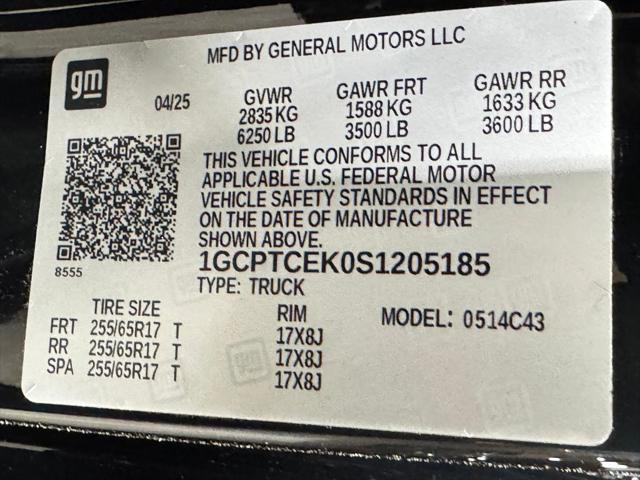 MFD BY GENERAL MOTORS LLC
gm
04/25
GVWR GAWR FRT GAWR RR
2835 KG 1588 KG 1633 KG
6250 LB 3500 LB 3600 LB
THIS VEHICLE CONFORMS TO ALL
APPLICABLE U.S. FEDERAL MOTOR
VEHICLE SAFETY STANDARDS IN EFFECT
ON THE DATE OF MANUFACTURE
SHOWN ABOVE.
8555
1GCPTCEK0S1205185
TYPE: TRUCK
TIRE SIZE RIM MODEL: 0514C43
FRT 255/65R17 T 17X8J
RR 255/65R17 T 17X8J
SPA 255/65R17 T 17X8J